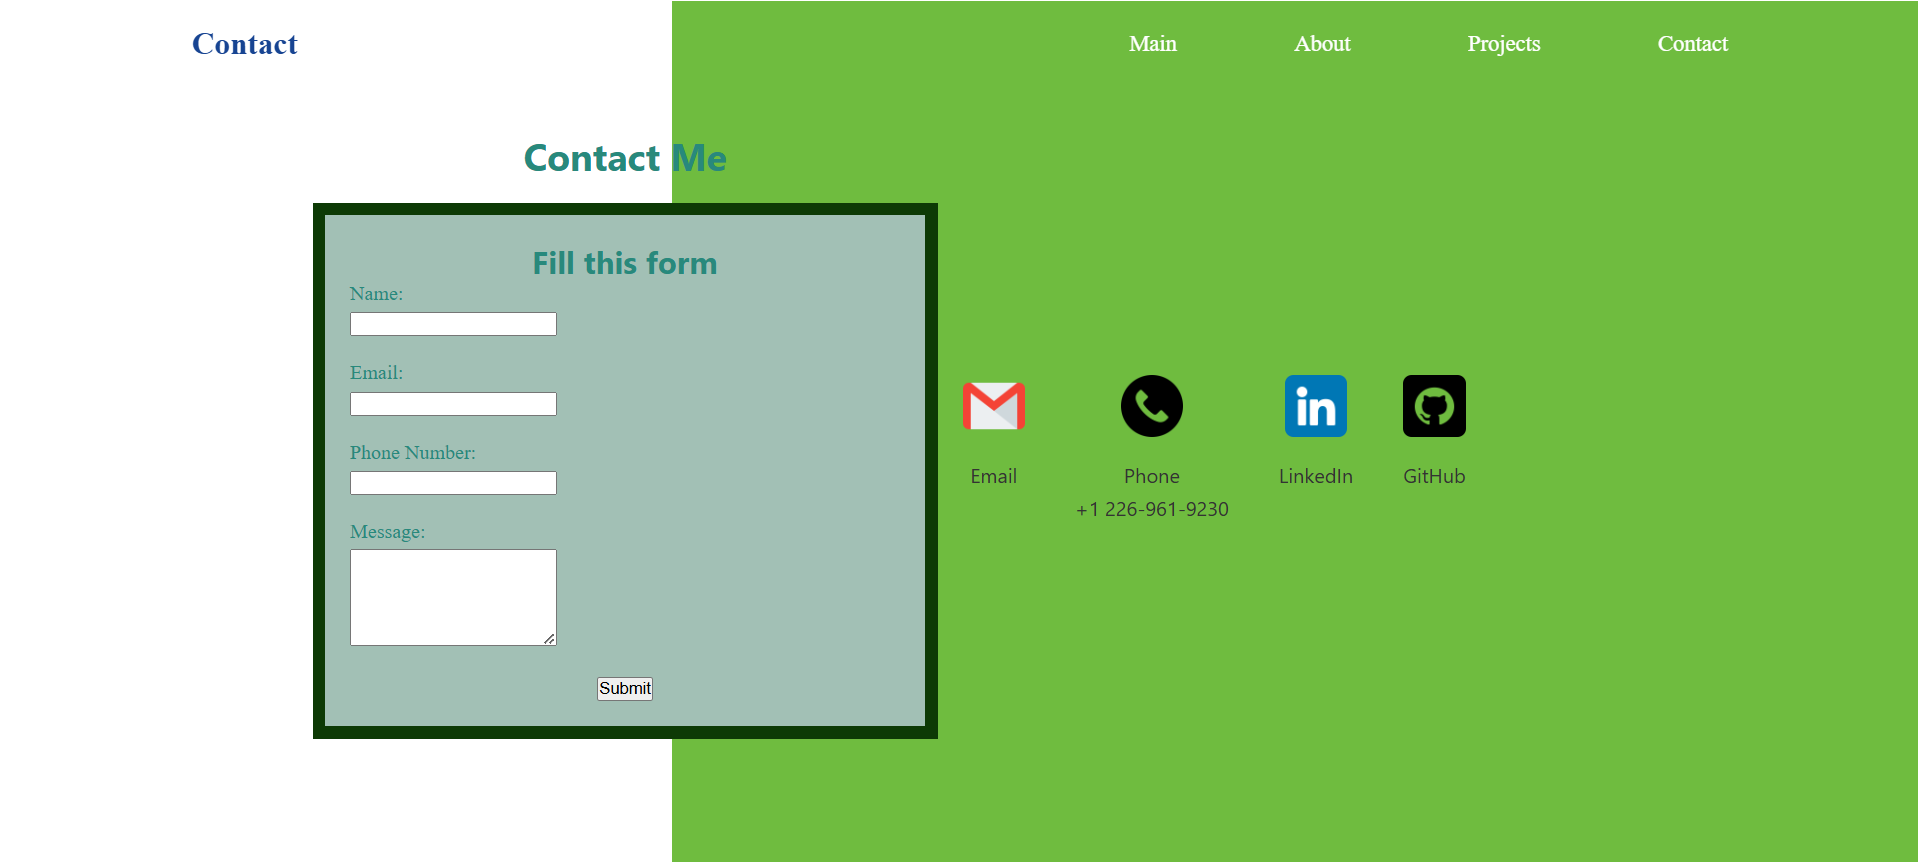 Contact
Main
About
Projects
Contact
Contact Me
Fill this form
Name:
Email:
Phone Number:
Message:
Submit
in
Email
Phone
+1 226-961-9230
LinkedIn
GitHub